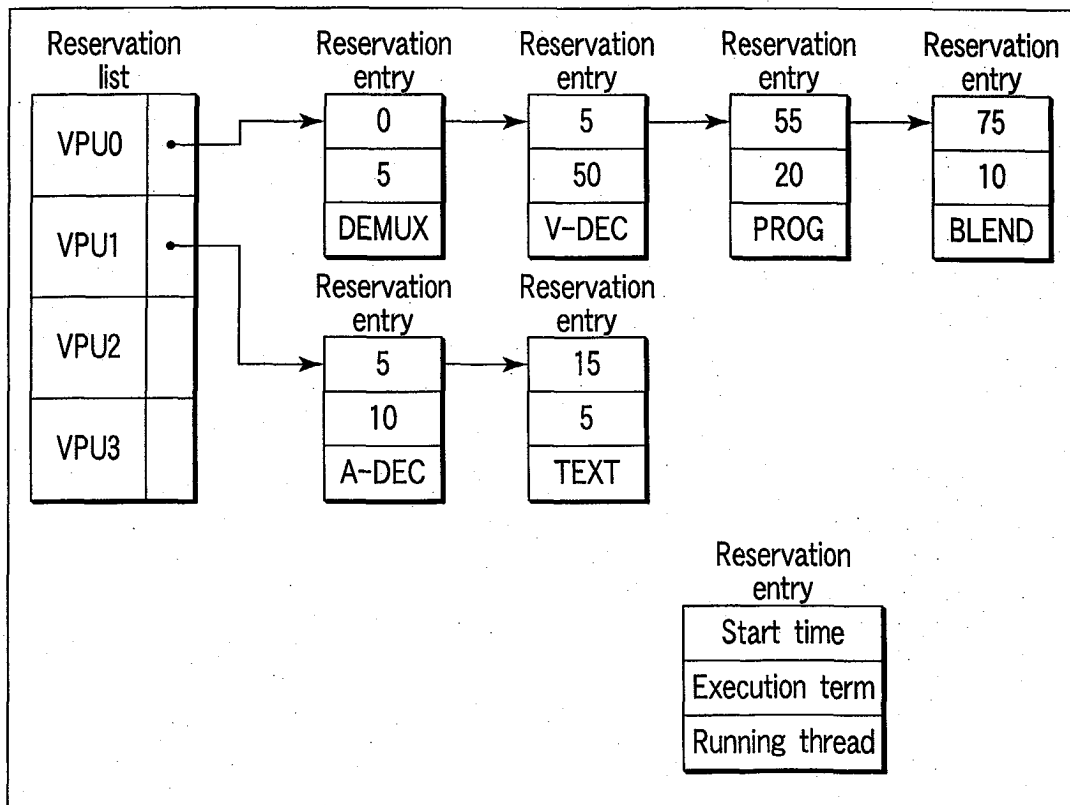 Reservation
list
VPU0
VPU1
VPU2
VPU3
Reservation
entry
0
5
DEMUX
Reservation
entry
5
50
V-DEC
Reservation
entry
55
20
PROG
Reservation
entry
75
10
BLEND
Reservation
entry
5
10
A-DEC
Reservation
entry
15
5
TEXT
Reservation
entry
Start time
Execution term
Running thread